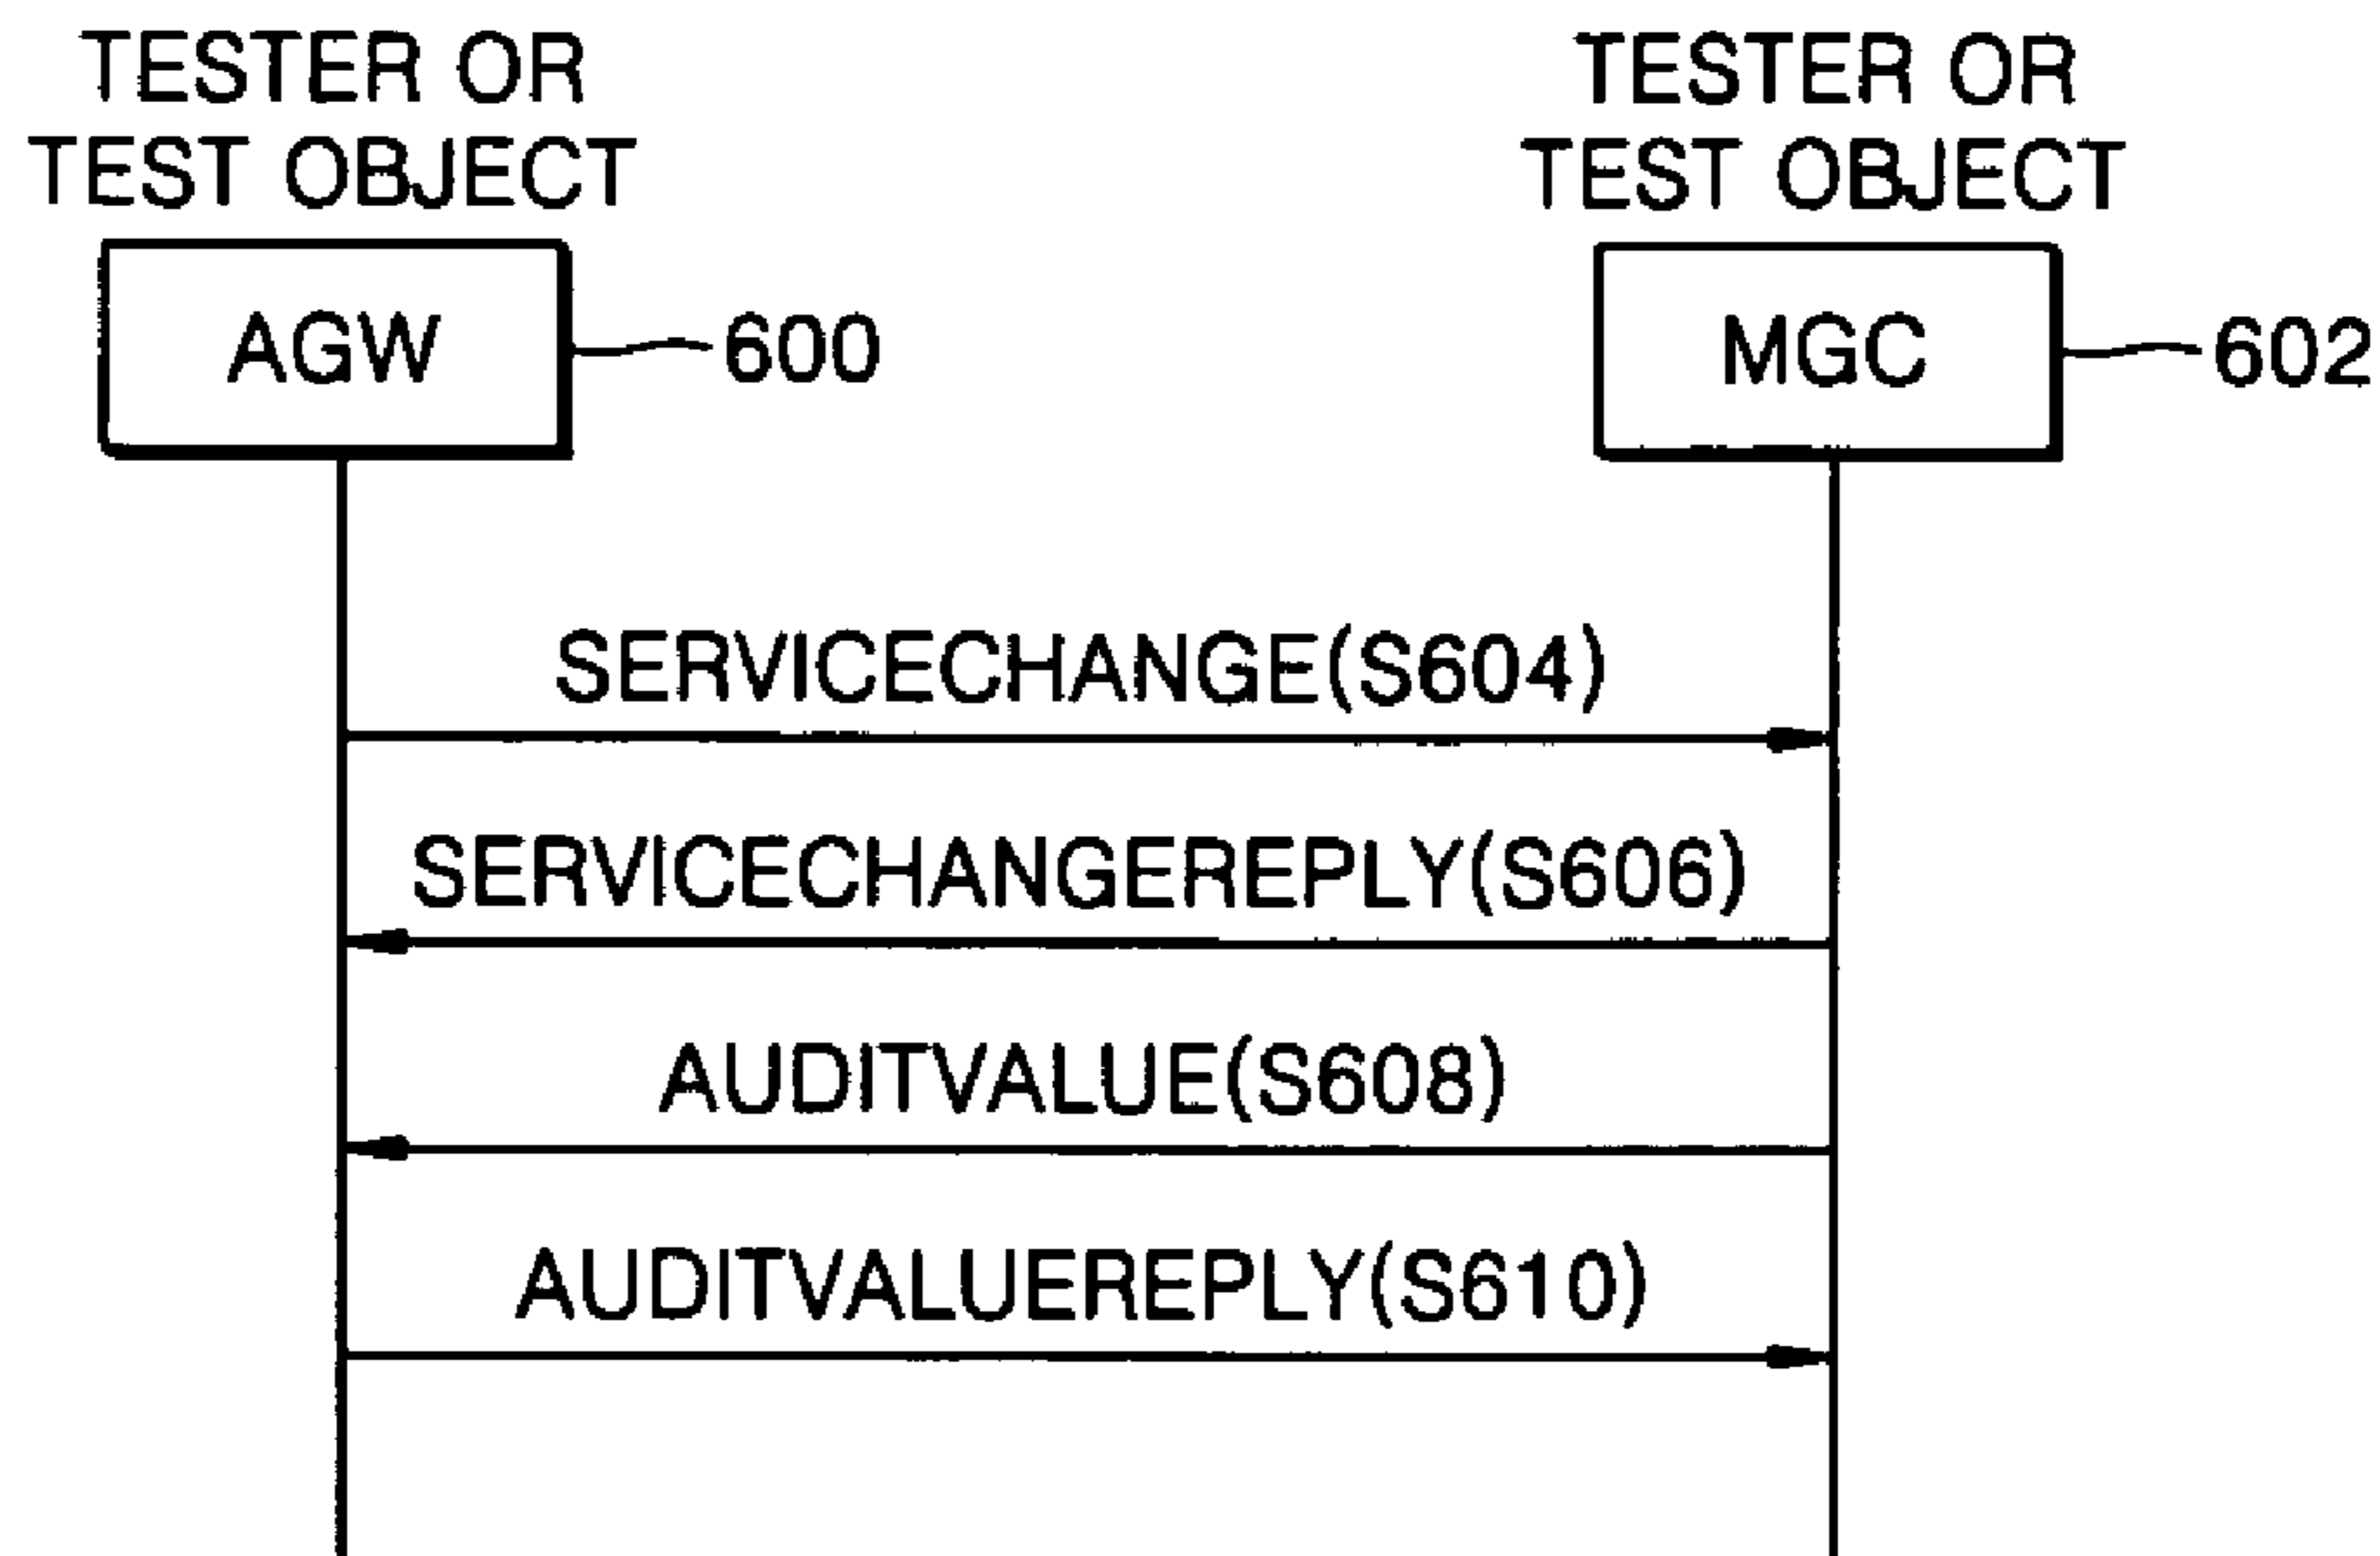 TESTER OR
TEST OBJECT
TESTER OR
TEST OBJECT
AGW
600
MGC
602
SERVICECHANGE(S604)
SERVICECHANGEREPLY(S606)
AUDITVALUE(S608)
AUDITVALUEREPLY(S610)